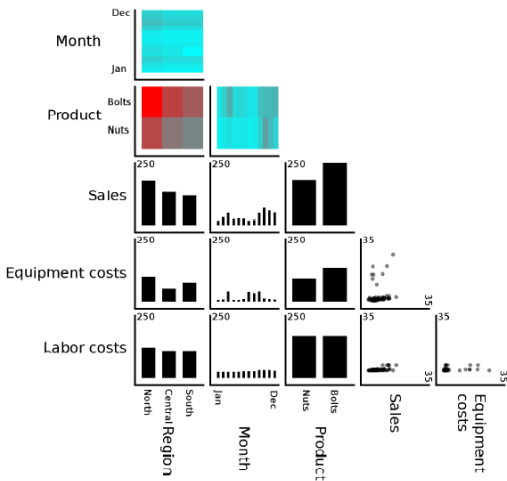 Dec
Month
Jan
Product
Bolts
Nuts
250
250
250
Sales
250
250
250
35
Equipment costs
35
250
250
250
35
35
Labor costs
35
35
North
Central
South
Jan
Dec
Nuts
Bolts
Region
Month
Product
Sales
Equipment
costs